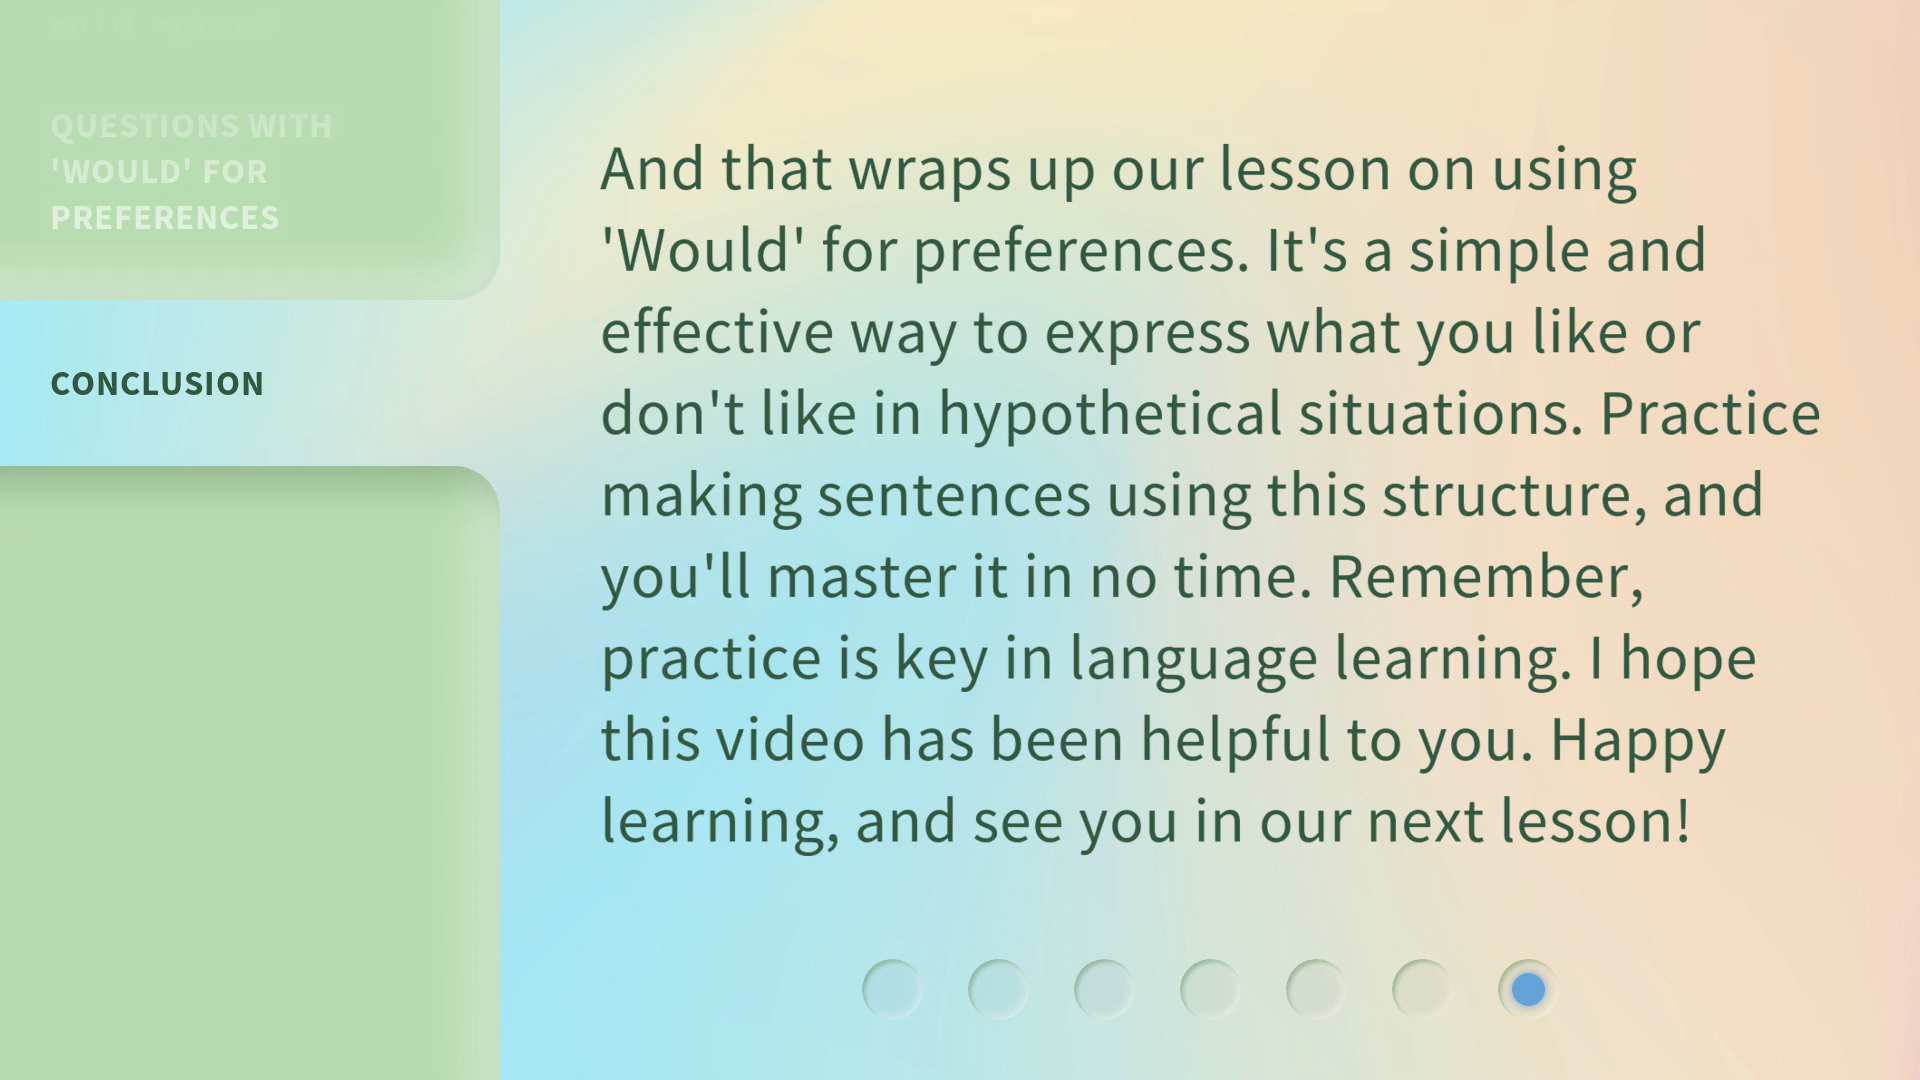 QUESTIONS WITH
'WOULD' FOR
PREFERENCES
CONCLUSION
And that wraps up our lesson on using
'Would' for preferences. It's a simple and
effective way to express what you like or
don't like in hypothetical situations. Practice
making sentences using this structure, and
you'll master it in no time. Remember,
practice is key in language learning. I hope
this video has been helpful to you. Happy
learning, and see you in our next lesson!